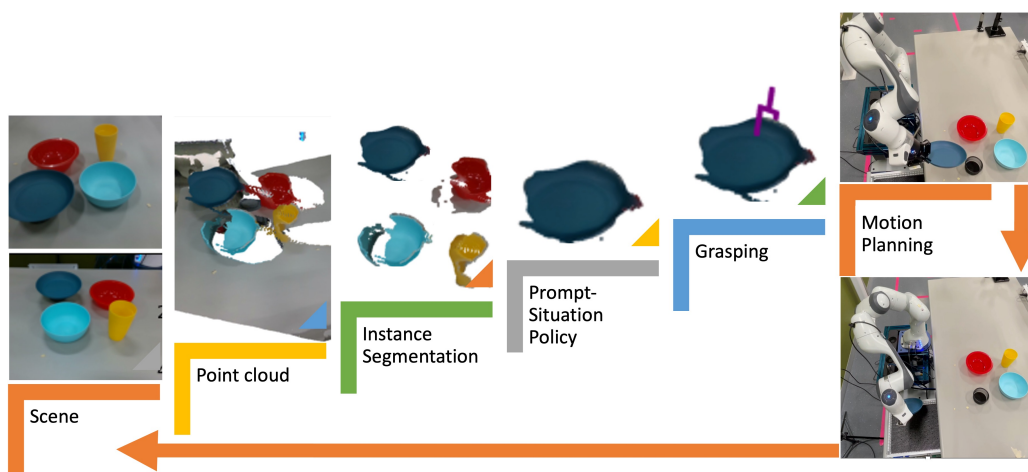 Scene
Point cloud
Instance
Segmentation
Prompt-
Situation
Policy
Grasping
Motion
Planning